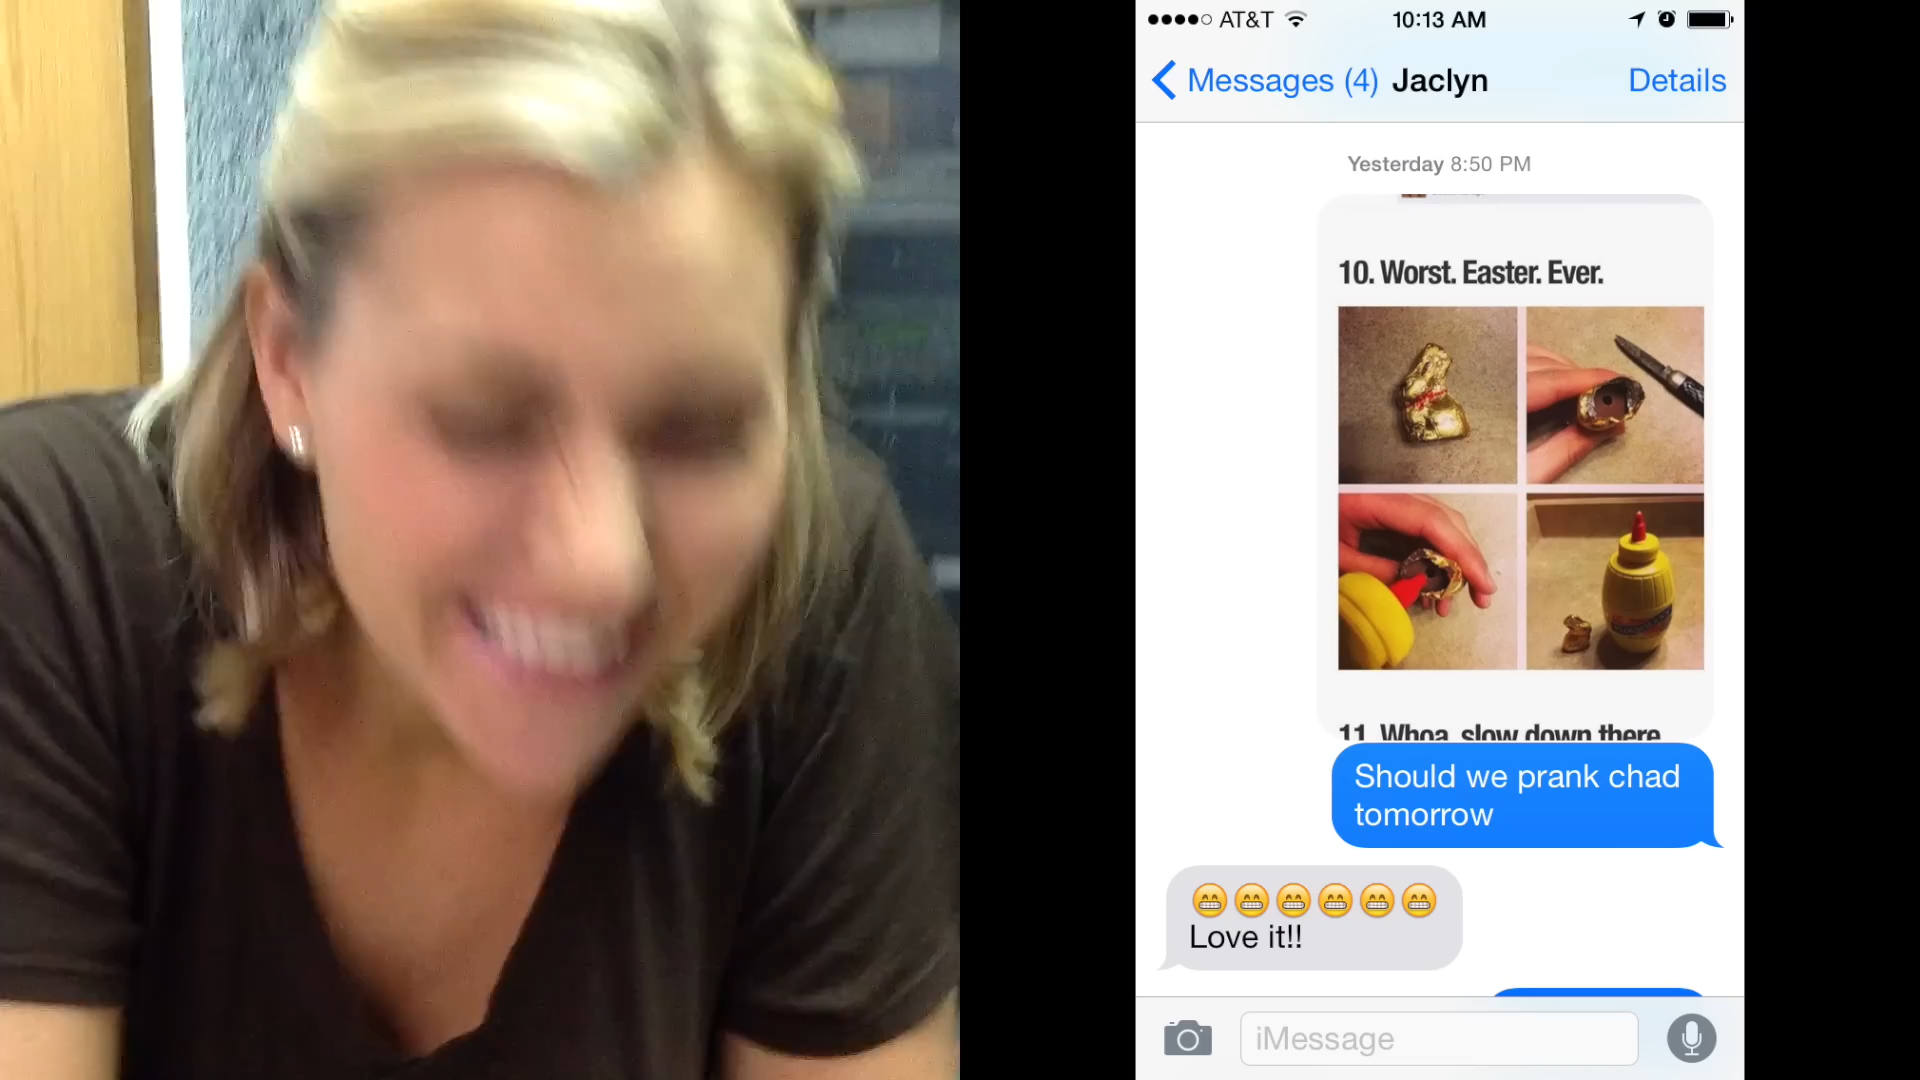 AT&T 10:13 AM
Messages (4) Jaclyn Details
Yesterday 8:50 PM
10. Worst. Easter. Ever.
11. Whoa, slow down there
Should we prank chad
tomorrow
Love it!!
iMessage